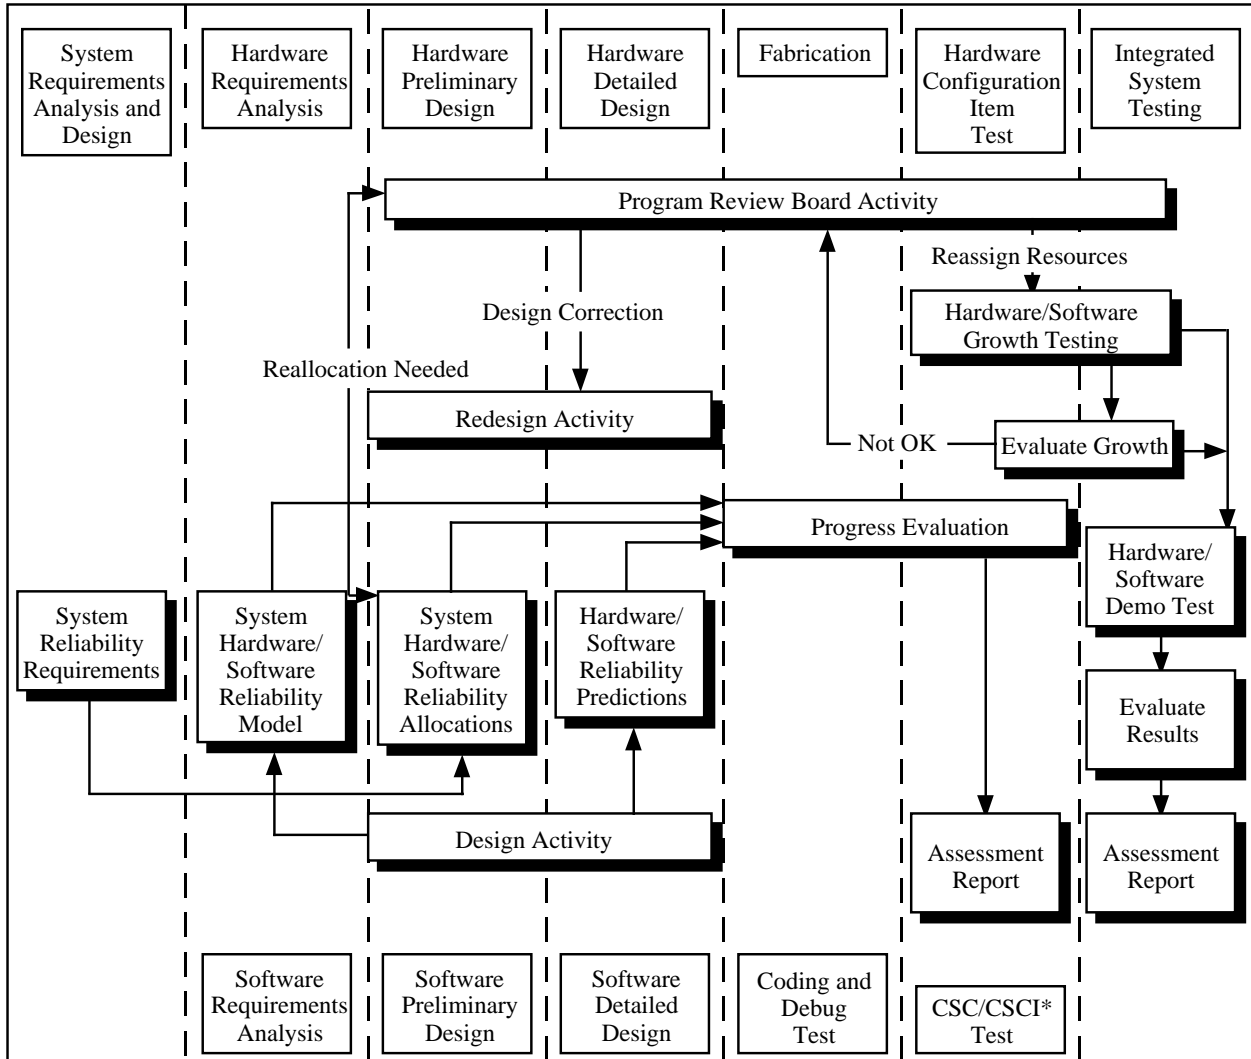 System
Requirements
Analysis and
Design
Hardware
Requirements
Analysis
Hardware
Preliminary
Design
Hardware
Detailed
Design
Fabrication
Hardware
Configuration
Item
Test
Integrated
System
Testing
Program Review Board Activity
Reassign Resources
Design Correction
Hardware/Software
Growth Testing
Reallocation Needed
Redesign Activity
Not OK
Evaluate Growth
Progress Evaluation
Hardware/
Software
Demo Test
System
Reliability
Requirements
System
Hardware/
Software
Reliability
Model
System
Hardware/
Software
Reliability
Allocations
Hardware/
Software
Reliability
Predictions
Evaluate
Results
Design Activity
Assessment
Report
Assessment
Report
Software
Requirements
Analysis
Software
Preliminary
Design
Software
Detailed
Design
Coding and
Debug
Test
CSC/CSCI*
Test